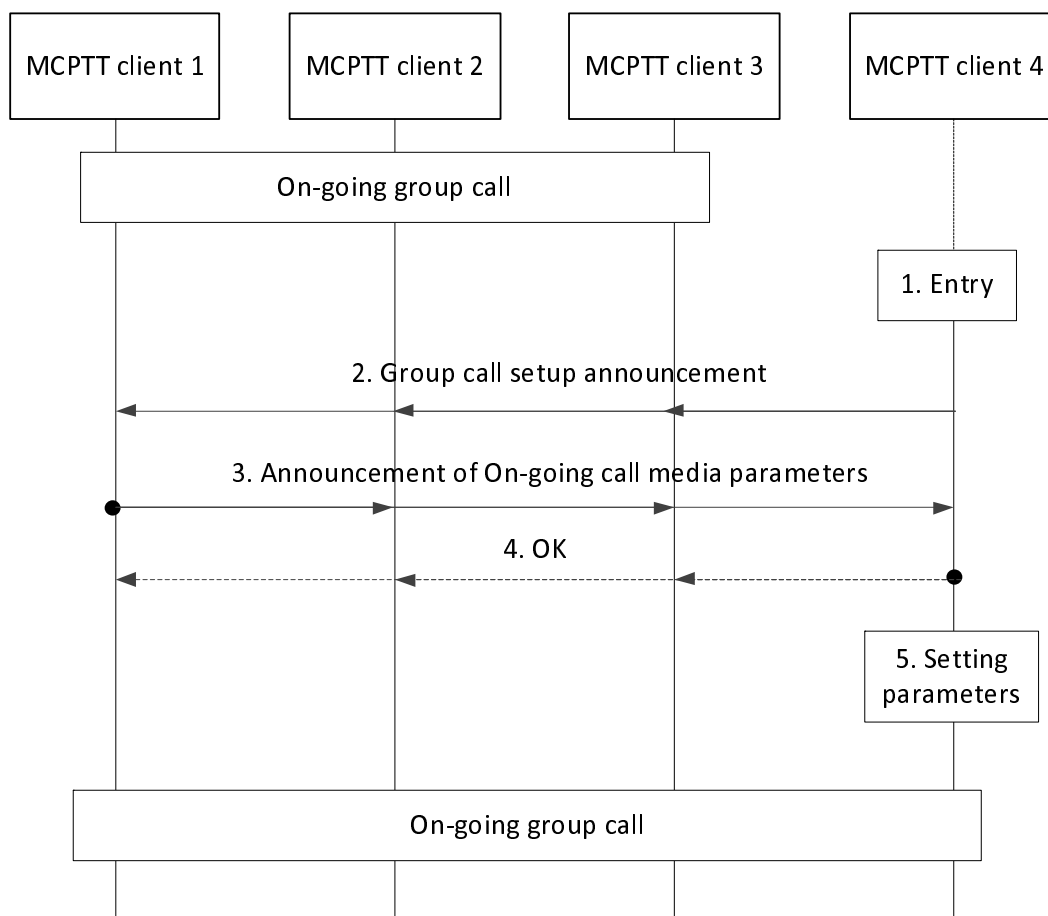 MCPTT client 1
MCPTT client 2
MCPTT client 3
MCPTT client 4
On-going group call
1. Entry
2. Group call setup announcement
3. Announcement of On-going call media parameters
4. OK
5. Setting
parameters
On-going group call